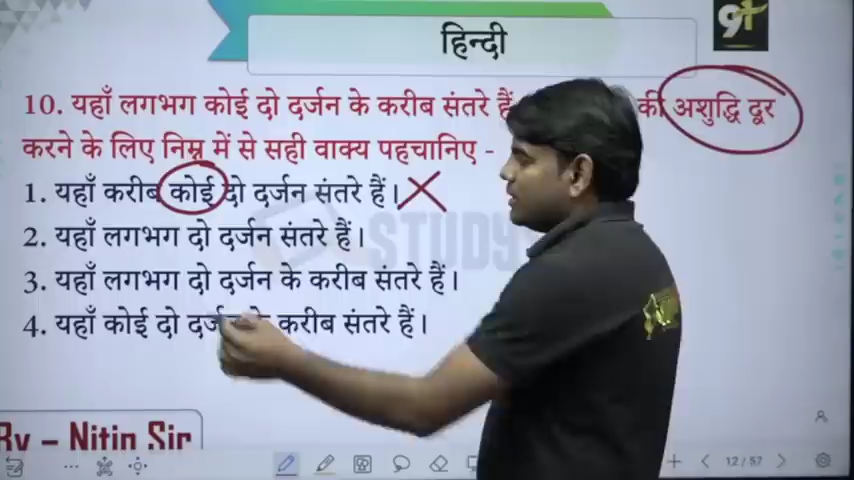 हिन्दी
10. यहाँ लगभग कोई दो दर्जन के करीब संतरे हैं की अशुद्धि दूर
करने के लिए निम्न में से सही वाक्य पहचानिए -
1. यहाँ करीब कोई दो दर्जन संतरे हैं।
2. यहाँ लगभग दो दर्जन संतरे हैं।
3. यहाँ लगभग दो दर्जन के करीब संतरे हैं।
4. यहाँ कोई दो करीब संतरे हैं।
STUDY
By – Nitin Sir
12/57